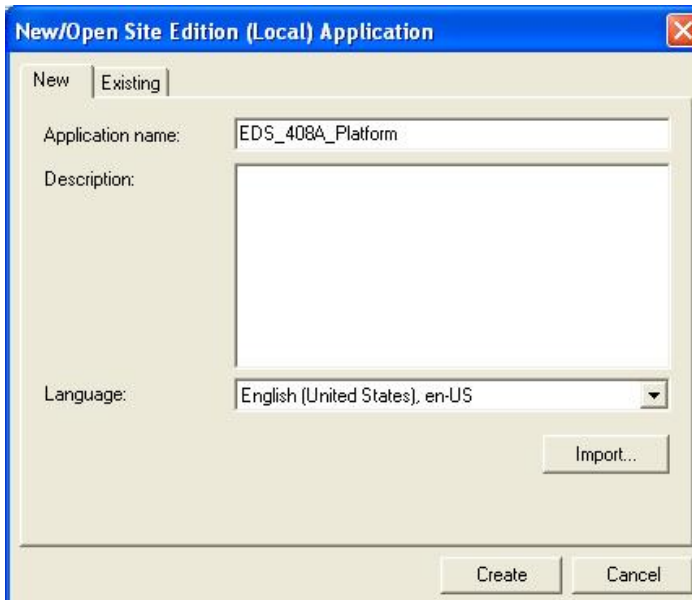 New/Open Site Edition (Local) Application
New Existing
Application name: EDS_408A_Platform
Description:
Language: English (United States), en-US
Import...
Create Cancel